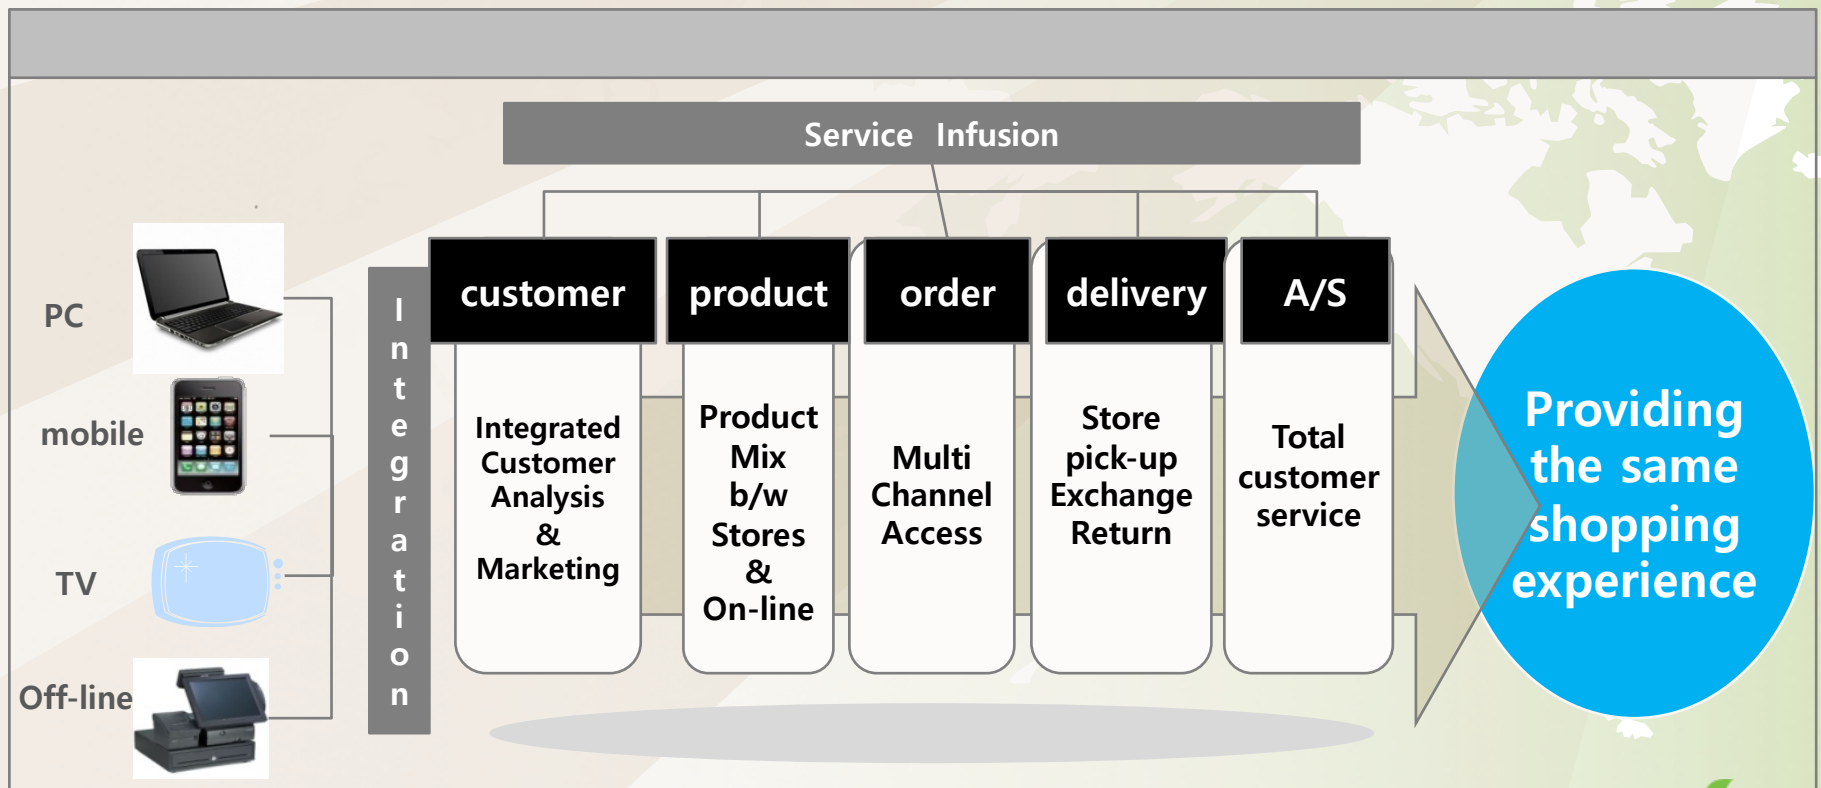 Service Infusion
PC
mobile
TV
Off-line
Integration
customer
Integrated
Customer
Analysis
&
Marketing
product
Product
Mix
b/w
Stores
&
On-line
order
Multi
Channel
Access
delivery
Store
pick-up
Exchange
Return
A/S
Total
customer
service
Providing
the same
shopping
experience